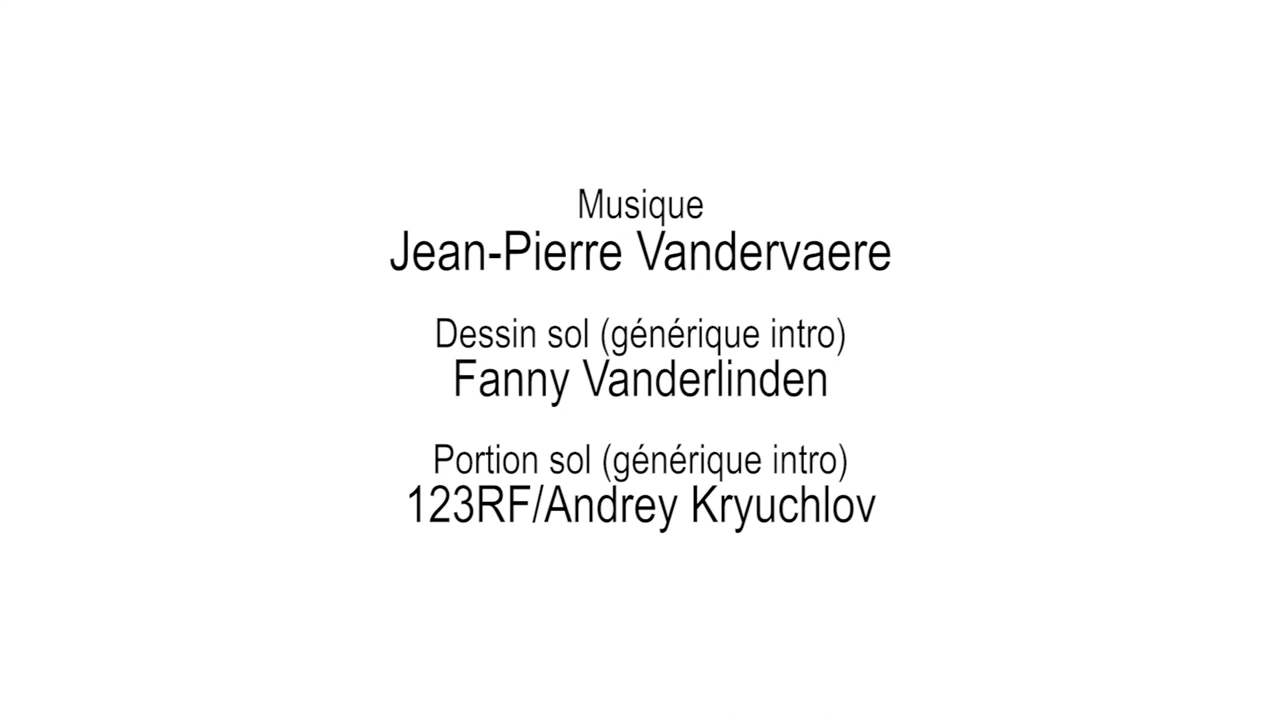 Musique
Jean-Pierre Vandervaere
Dessin sol (générique intro)
Fanny Vanderlinden
Portion sol (générique intro)
123RF/Andrey Kryuchlov